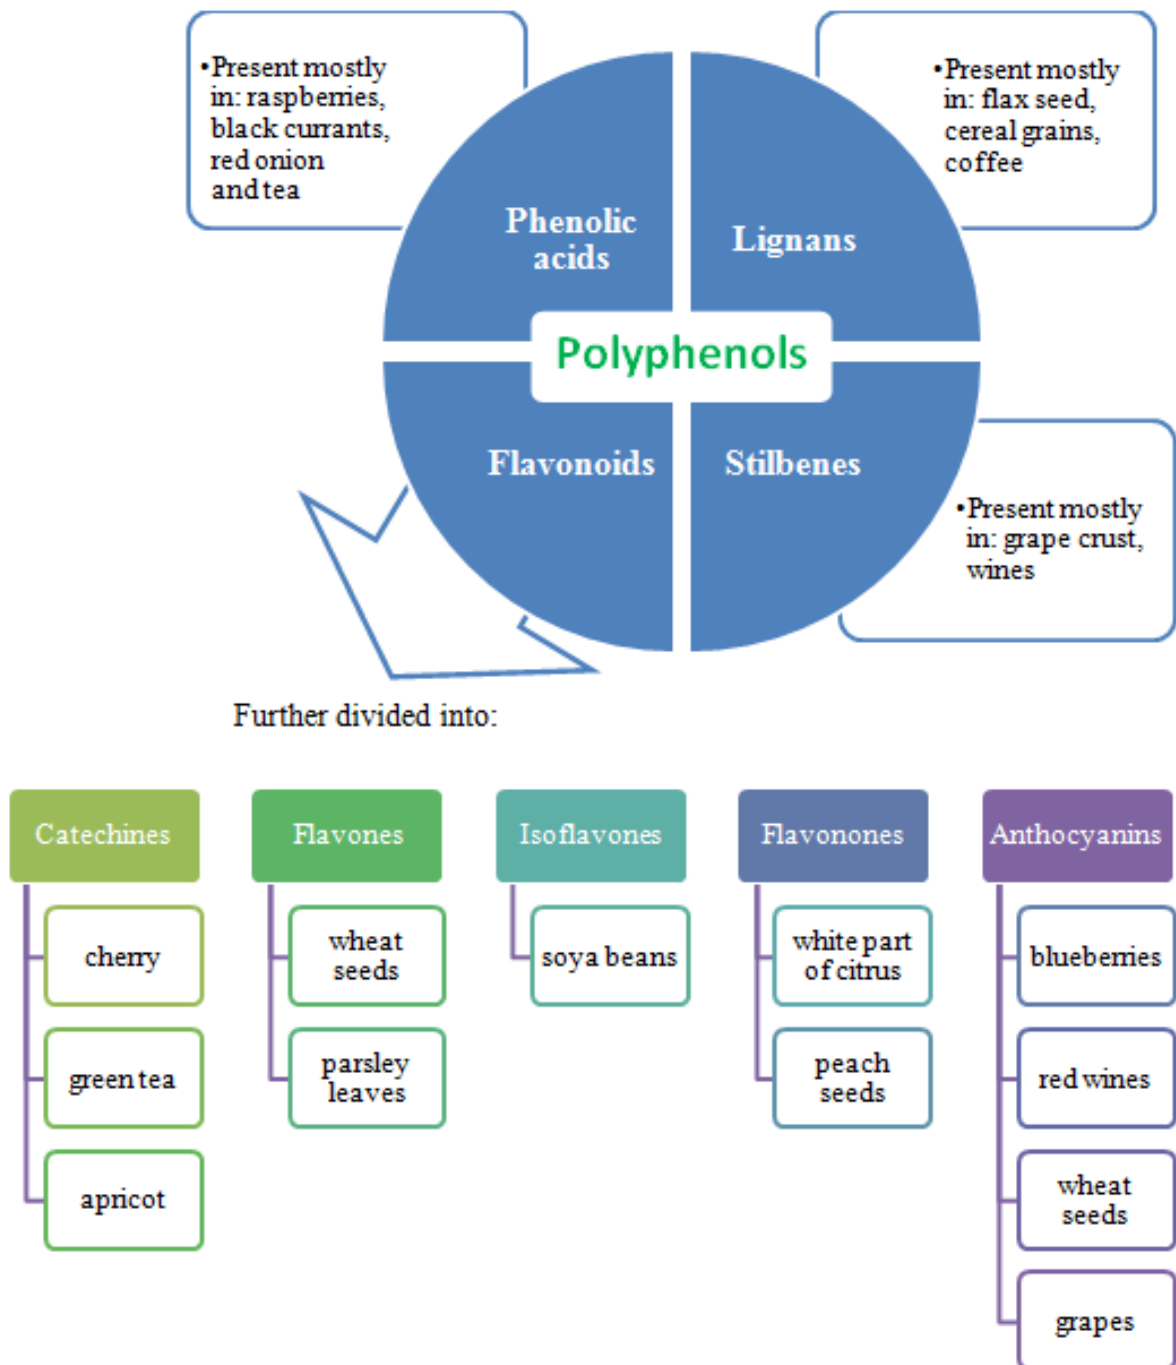 •Present mostly
in: raspberries,
black currants,
red onion
and tea
•Present mostly
in: flax seed,
cereal grains,
coffee
Phenolic
acids
Lignans
Polyphenols
Flavonoids
Stilbenes
•Present mostly
in: grape crust,
wines
Further divided into:
Catechines
Flavones
Isoflavones
Flavonones
Anthocyanins
cherry
wheat
seeds
soya beans
white part
of citrus
blueberries
green tea
parsley
leaves
peach
seeds
red wines
apricot
wheat
seeds
grapes